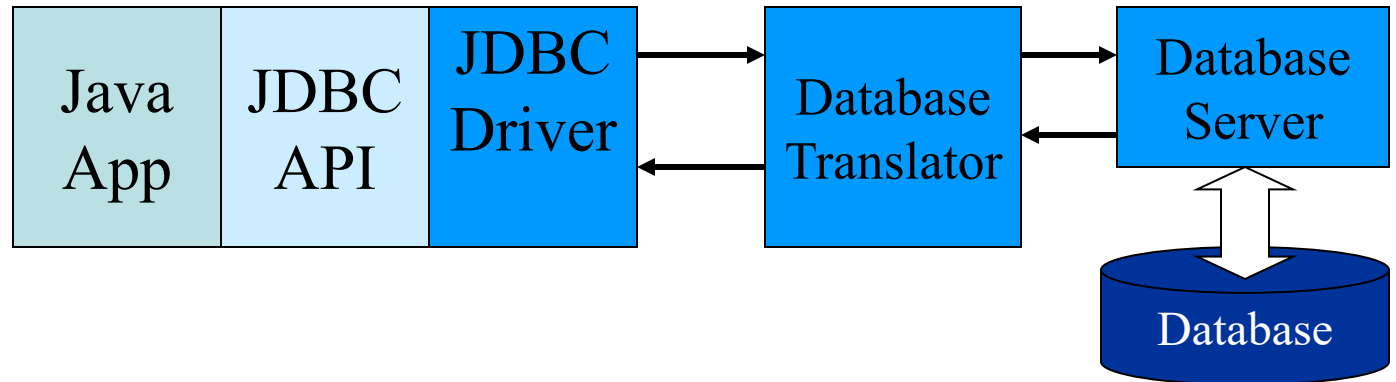 Java
App
JDBC
API
JDBC
Driver
Database
Translator
Database
Server
Database